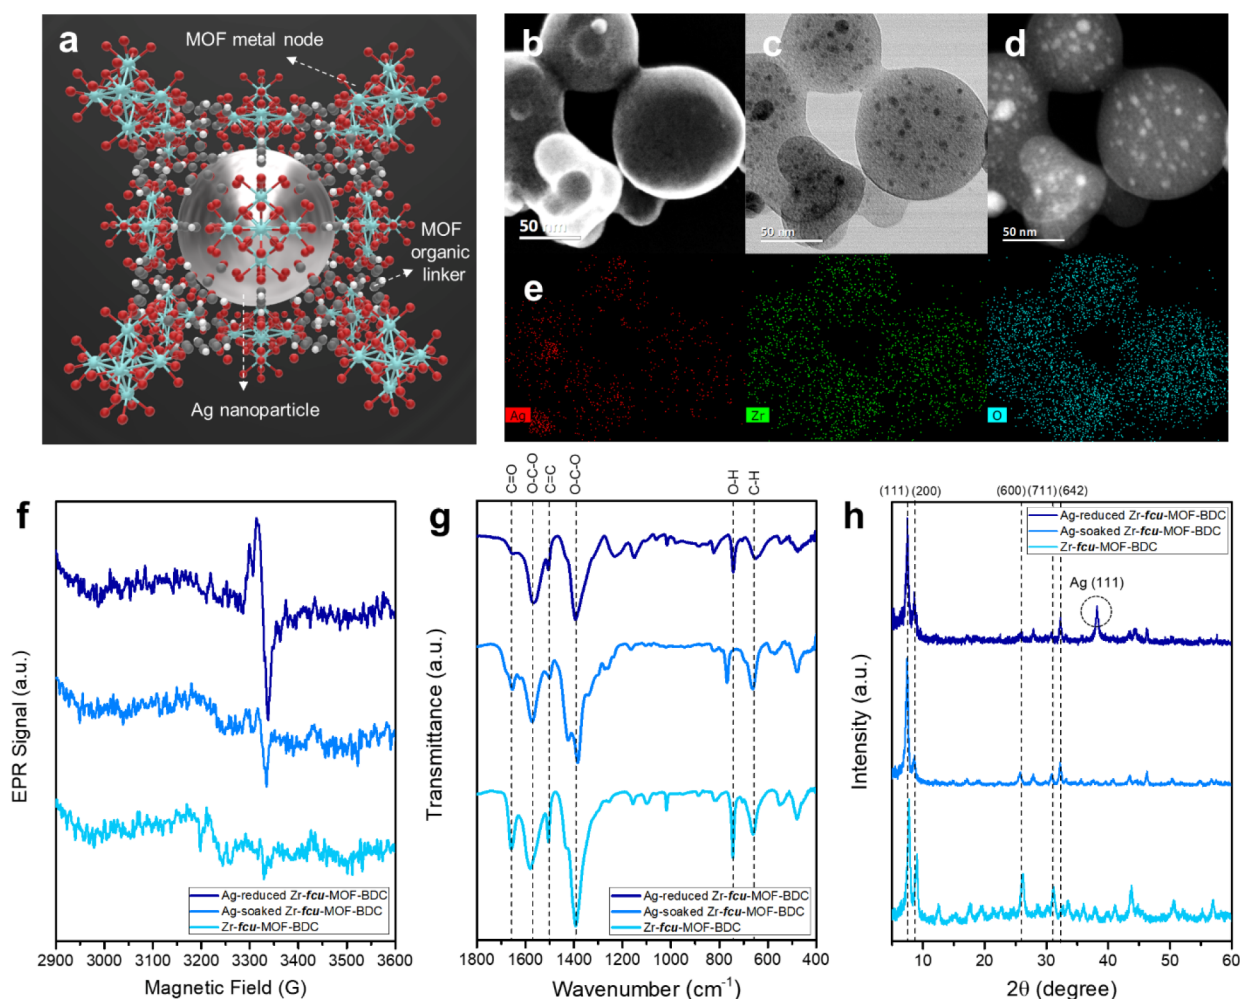 a
MOF metal node
MOF
organic
linker
Ag nanoparticle
b
50 nm
c
50 nm
d
50 nm
e
Ag
Zr
O
f
EPR Signal (a.u.)
Ag-reduced Zr-fcu-MOF-BDC
Ag-soaked Zr-fcu-MOF-BDC
Zr-fcu-MOF-BDC
2900 3000 3100 3200 3300 3400 3500 3600
Magnetic Field (G)
g
C=O
O-C-O
C=C
O-C-O
O-H
C-H
Transmittance (a.u.)
Ag-reduced Zr-fcu-MOF-BDC
Ag-soaked Zr-fcu-MOF-BDC
Zr-fcu-MOF-BDC
1800 1600 1400 1200 1000 800 600 400
Wavenumber (cm⁻¹)
h
(111) (200) (600) (711) (642)
Ag-reduced Zr-fcu-MOF-BDC
Ag-soaked Zr-fcu-MOF-BDC
Zr-fcu-MOF-BDC
Ag (111)
Intensity (a.u.)
10 20 30 40 50 60
2θ (degree)